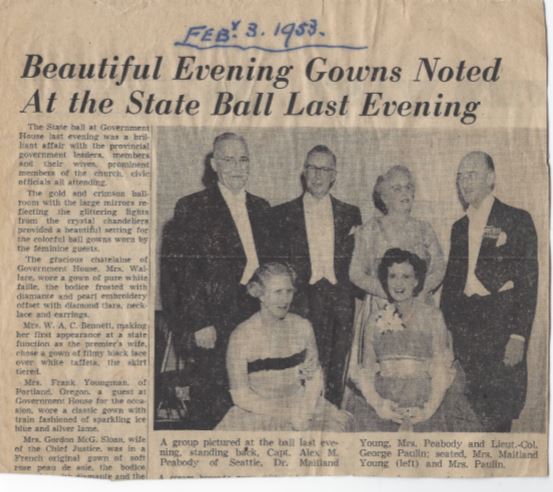 FEBY. 3. 1953.
Beautiful Evening Gowns Noted
At the State Ball Last Evening
The State ball at Government
House last evening was a bril-
liant affair with the provincial
government leaders, members
and their wives, prominent
members of the church, civic
officials all attending.
The gold and crimson ball-
room with the large mirrors re-
flecting the glittering lights
from the crystal chandeliers
provided a beautiful setting for
the colorful ball gowns worn by
the feminine guests.
The gracious chatelaine of
Government House, Mrs. Wal-
lace, wore a gown of pure white
faille, the bodice frosted with
diamante and pearl embroidery
offset with diamond tiara, neck-
lace and earrings.
Mrs. W. A. C. Bennett, making
her first appearance at a state
function as the premier's wife,
chose a gown of filmy black lace
over white taffeta, the skirt
tiered.
Mrs. Frank Youngman, of
Portland, Oregon, a guest at
Government House for the occa-
sion, wore a classic gown with
train fashioned of sparkling ice
blue and silver lame.
Mrs. Gordon McG. Sloan, wife
of the Chief Justice, was in a
French original gown of soft
rose peau de soie, the bodice
diamante and the
A group pictured at the ball last eve-
ning, standing back, Capt. Alex M.
Peabody of Seattle, Dr. Maitland
Young, Mrs. Peabody and Lieut.-Col.
George Paulin; seated, Mrs. Maitland
Young (left) and Mrs. Paulin.